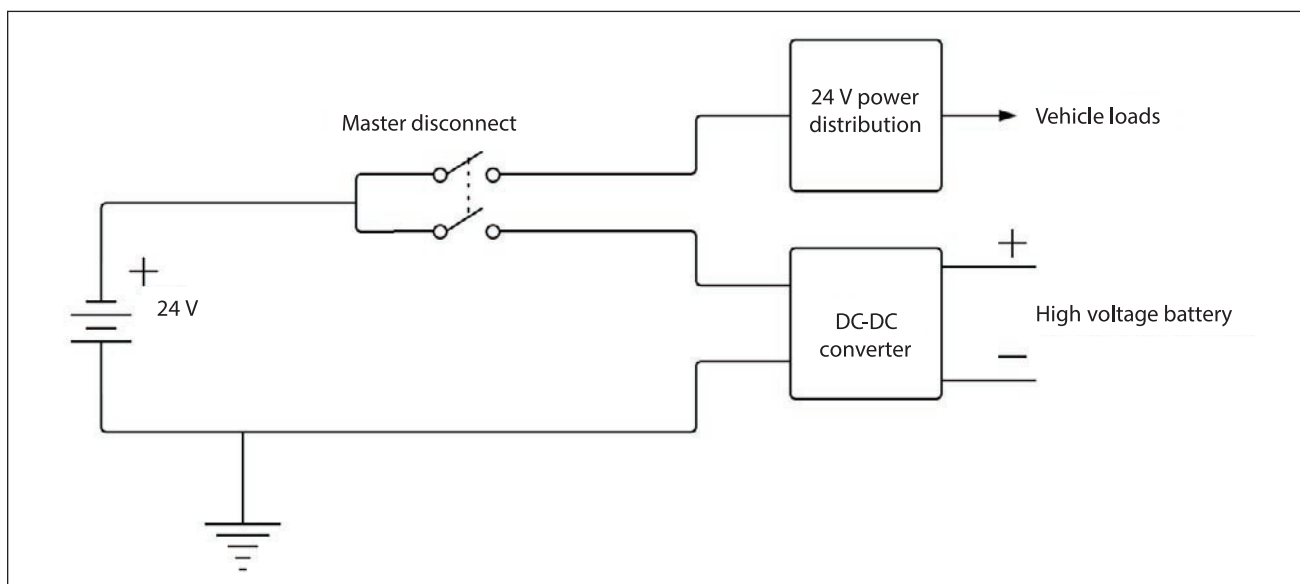 24 V power
distribution
Vehicle loads
Master disconnect
+
24 V
DC-DC
converter
+
High voltage battery
–